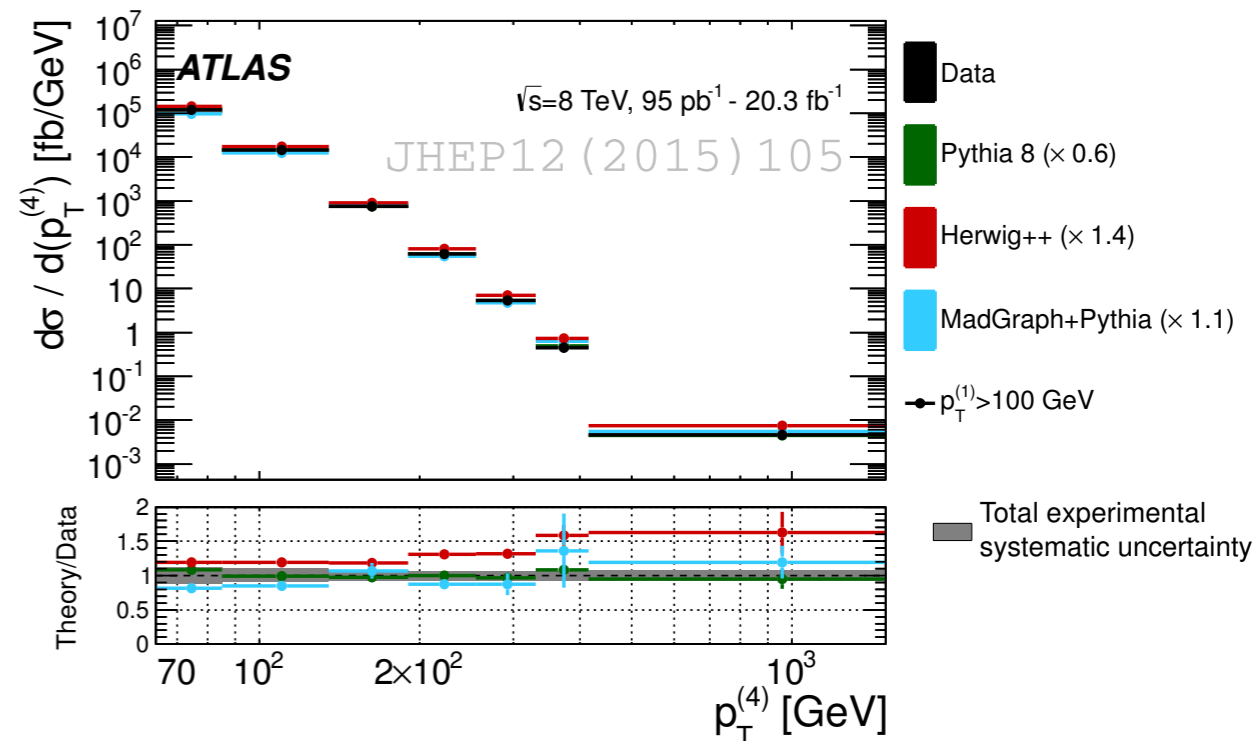 ATLAS
√s=8 TeV, 95 pb⁻¹ - 20.3 fb⁻¹
JHEP12(2015)105
dσ / d(p_T^(4)) [fb/GeV]
10⁷
10⁶
10⁵
10⁴
10³
10²
10
1
10⁻¹
10⁻²
10⁻³
Data
Pythia 8 (× 0.6)
Herwig++ (× 1.4)
MadGraph+Pythia (× 1.1)
p_T^(1)>100 GeV
Theory/Data
2
1.5
1
0.5
0
Total experimental
systematic uncertainty
70 10² 2×10² 10³
p_T^(4) [GeV]